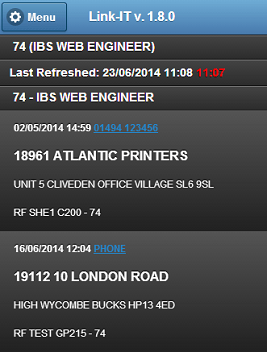 Menu
Link-IT v. 1.8.0
74 (IBS WEB ENGINEER)
Last Refreshed: 23/06/2014 11:08 11:07
74 - IBS WEB ENGINEER
02/05/2014 14:59 01494 123456
18961 ATLANTIC PRINTERS
UNIT 5 CLIVEDEN OFFICE VILLAGE SL6 9SL
RF SHE1 C200 - 74
16/06/2014 12:04 PHONE
19112 10 LONDON ROAD
HIGH WYCOMBE BUCKS HP13 4ED
RF TEST GP215 - 74